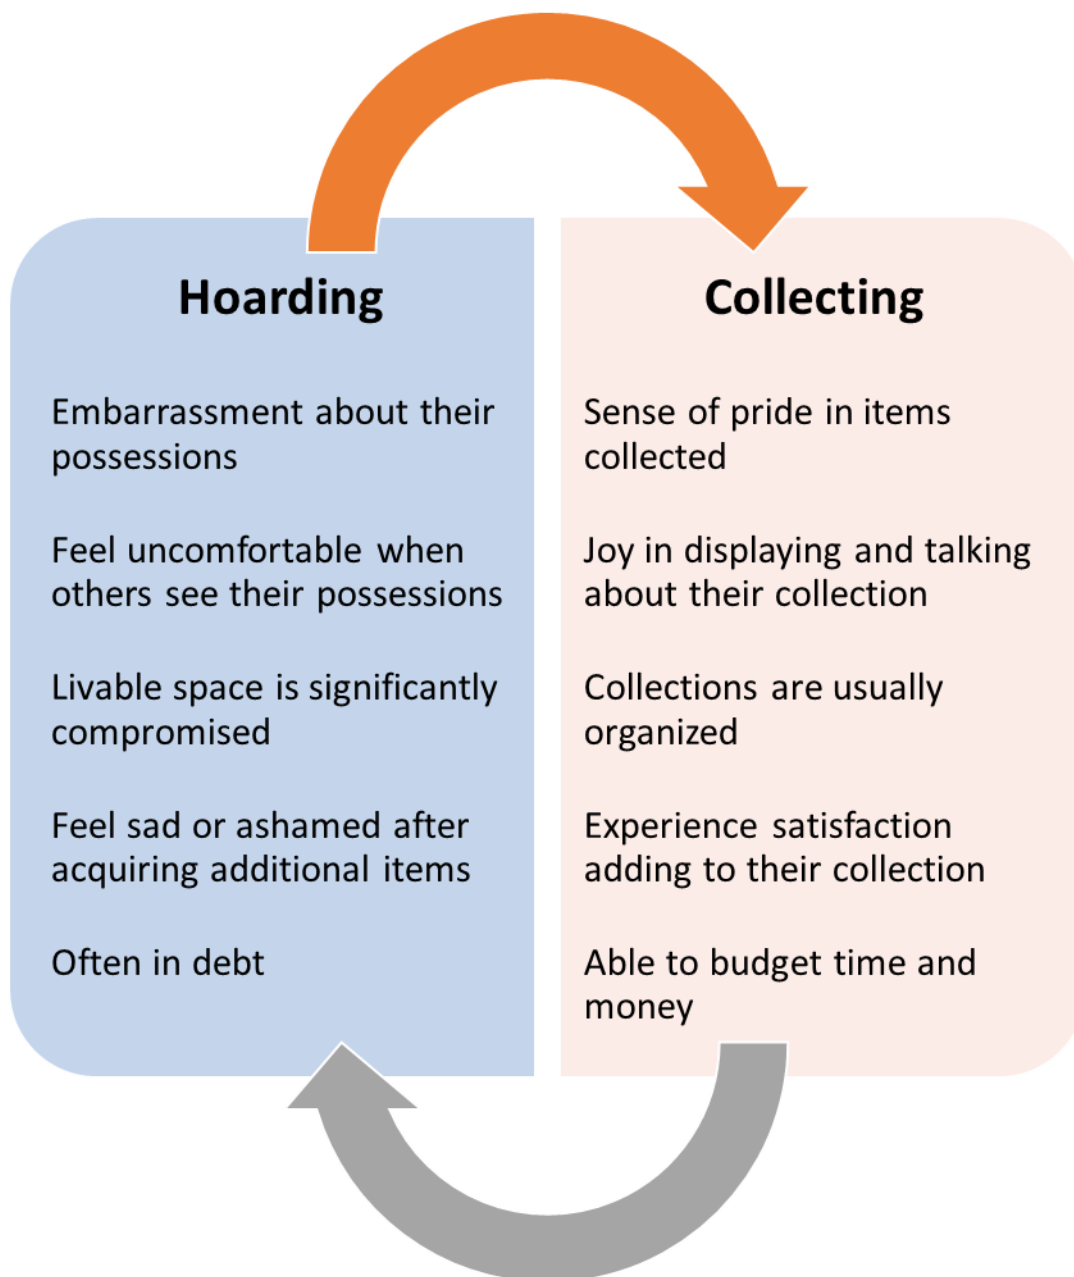 Hoarding
Embarrassment about their
possessions
Feel uncomfortable when
others see their possessions
Livable space is significantly
compromised
Feel sad or ashamed after
acquiring additional items
Often in debt
Collecting
Sense of pride in items
collected
Joy in displaying and talking
about their collection
Collections are usually
organized
Experience satisfaction
adding to their collection
Able to budget time and
money